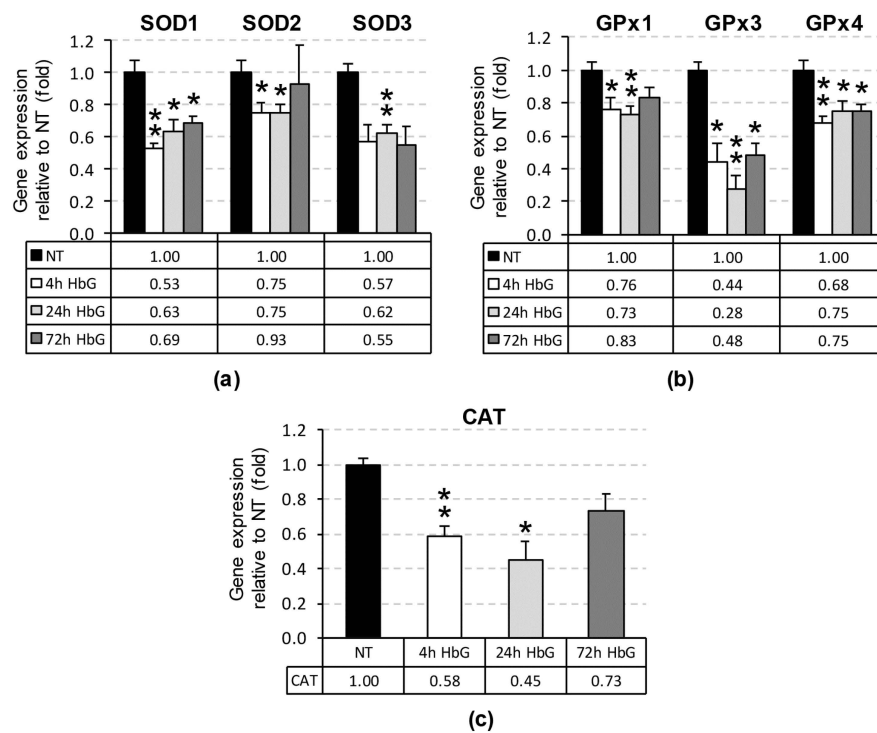 SOD1 SOD2 SOD3
Gene expression
relative to NT (fold)
1.2
1.0
0.8
0.6
0.4
0.2
0.0
* * * * * * * * *
NT 1.00 1.00 1.00
4h HbG 0.53 0.75 0.57
24h HbG 0.63 0.75 0.62
72h HbG 0.69 0.93 0.55
(a)
GPx1 GPx3 GPx4
Gene expression
relative to NT (fold)
1.2
1.0
0.8
0.6
0.4
0.2
0.0
* * * * * * * * * * *
NT 1.00 1.00 1.00
4h HbG 0.76 0.44 0.68
24h HbG 0.73 0.28 0.75
72h HbG 0.83 0.48 0.75
(b)
CAT
Gene expression
relative to NT (fold)
1.2
1.0
0.8
0.6
0.4
0.2
0.0
* * *
NT 4h HbG 24h HbG 72h HbG
CAT 1.00 0.58 0.45 0.73
(c)